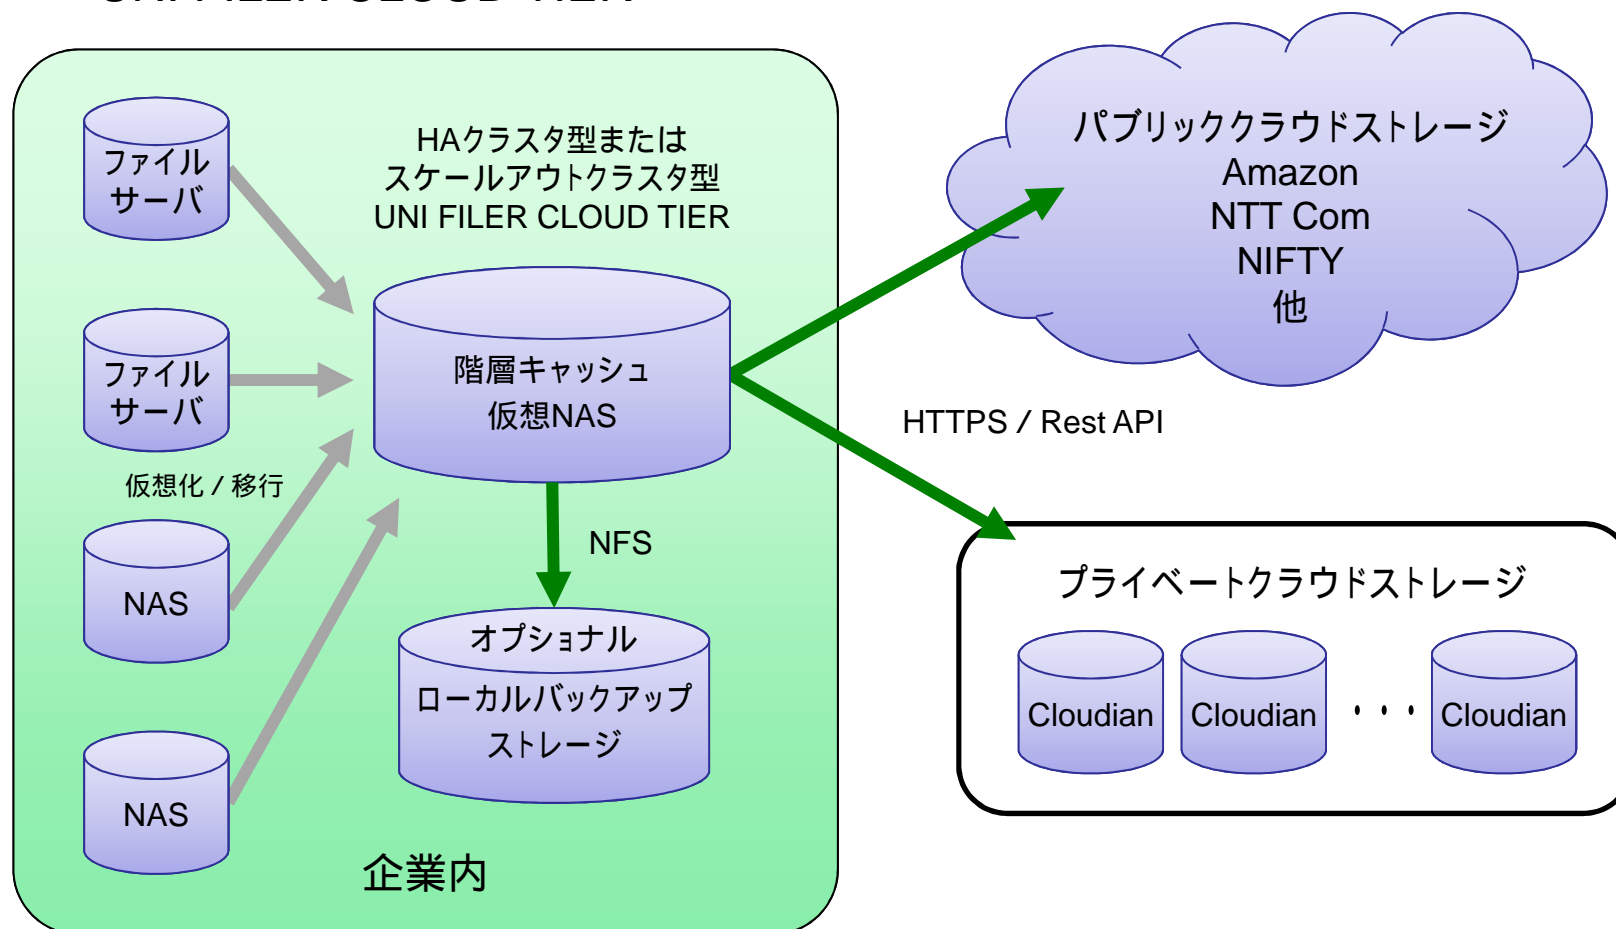 UNI FILER CLOUD TIER
ファイル
サーバ
HAクラスタ型または
スケールアウトクラスタ型
UNI FILER CLOUD TIER
パブリッククラウドストレージ
Amazon
NTT Com
NIFTY
他
ファイル
サーバ
階層キャッシュ
仮想NAS
HTTPS / Rest API
仮想化 / 移行
NFS
NAS
オプショナル
ローカルバックアップ
ストレージ
プライベートクラウドストレージ
Cloudian
Cloudian
・・・
Cloudian
NAS
企業内